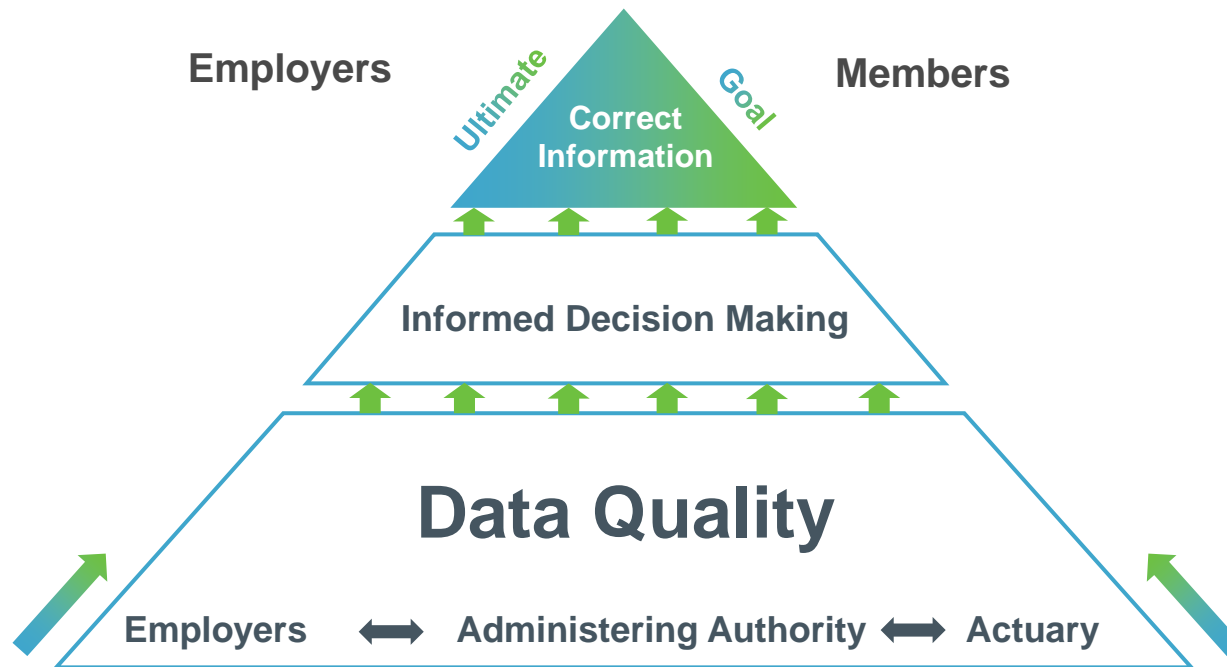 Employers
Members
Ultimate
Goal
Correct
Information
Informed Decision Making
Data Quality
Employers
Administering Authority
Actuary